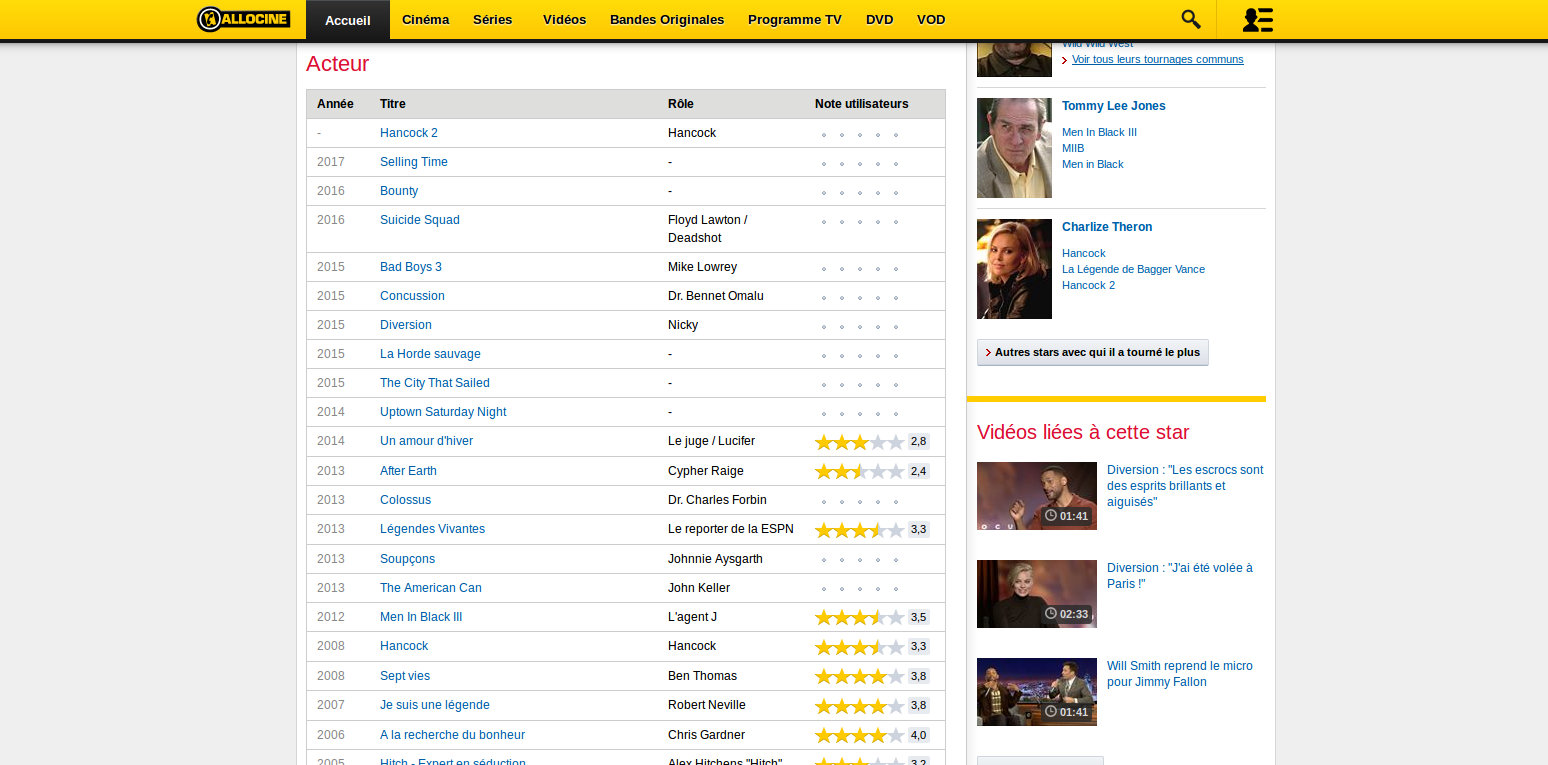 ALLOCINE Accueil Cinéma Séries Vidéos Bandes Originales Programme TV DVD VOD
Acteur
Année Titre Rôle Note utilisateurs
- Hancock 2 Hancock
2017 Selling Time -
2016 Bounty -
2016 Suicide Squad Floyd Lawton /
Deadshot
2015 Bad Boys 3 Mike Lowrey
2015 Concussion Dr. Bennet Omalu
2015 Diversion Nicky
2015 La Horde sauvage -
2015 The City That Sailed -
2014 Uptown Saturday Night -
2014 Un amour d'hiver Le juge / Lucifer 2,8
2013 After Earth Cypher Raige 2,4
2013 Colossus Dr. Charles Forbin
2013 Légendes Vivantes Le reporter de la ESPN 3,3
2013 Soupçons Johnnie Aysgarth
2013 The American Can John Keller
2012 Men In Black III L'agent J 3,5
2008 Hancock Hancock 3,3
2008 Sept vies Ben Thomas 3,8
2007 Je suis une légende Robert Neville 3,8
2006 A la recherche du bonheur Chris Gardner 4,0
2005 Hitch - Expert en séduction Alex Hitchens "Hitch" 3,2
Wild Wild West
Voir tous leurs tournages communs
Tommy Lee Jones
Men In Black III
MIIB
Men in Black
Charlize Theron
Hancock
La Légende de Bagger Vance
Hancock 2
Autres stars avec qui il a tourné le plus
Vidéos liées à cette star
Diversion : "Les escrocs sont
des esprits brillants et
aiguisés"
01:41
O C U
Diversion : "J'ai été volée à
Paris !"
02:33
Will Smith reprend le micro
pour Jimmy Fallon
01:41